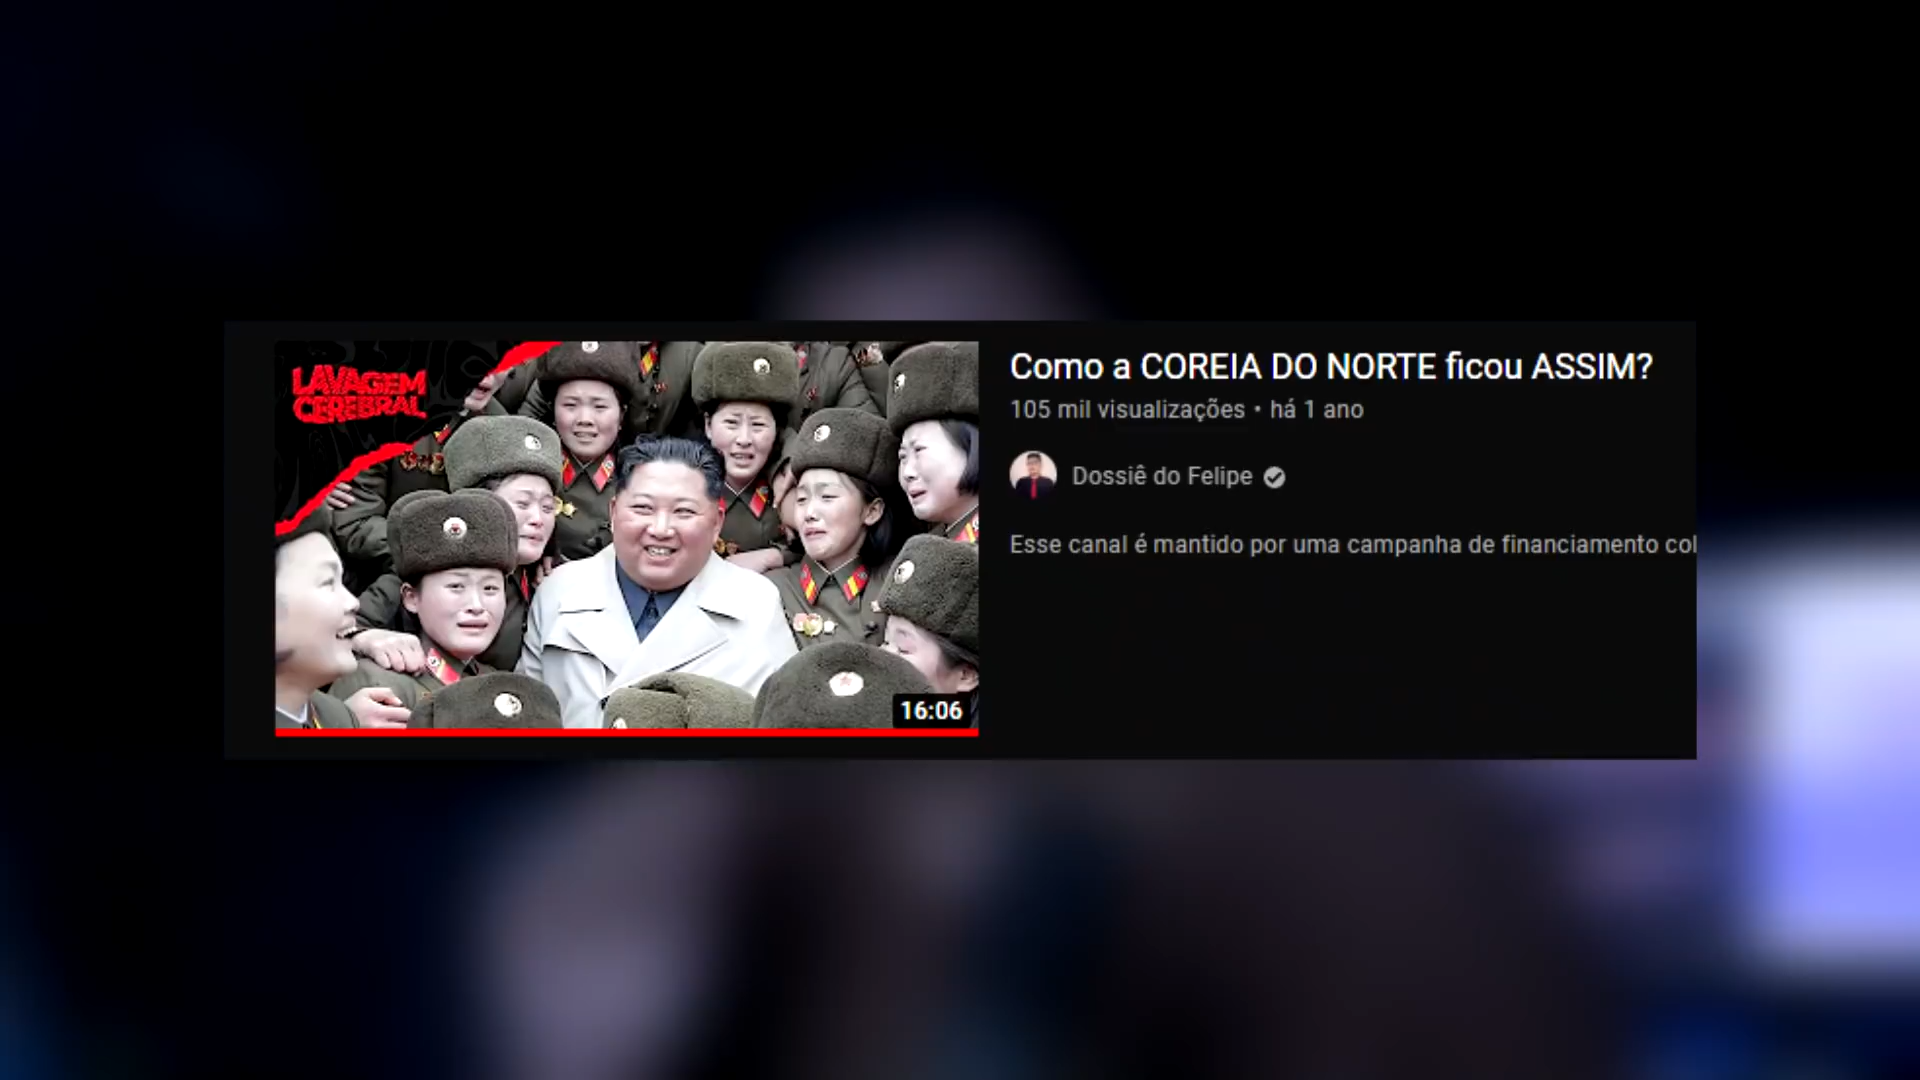 LAVAGEM
CEREBRAL
16:06
Como a COREIA DO NORTE ficou ASSIM?
105 mil visualizações • há 1 ano
Dossiê do Felipe
Esse canal é mantido por uma campanha de financiamento col